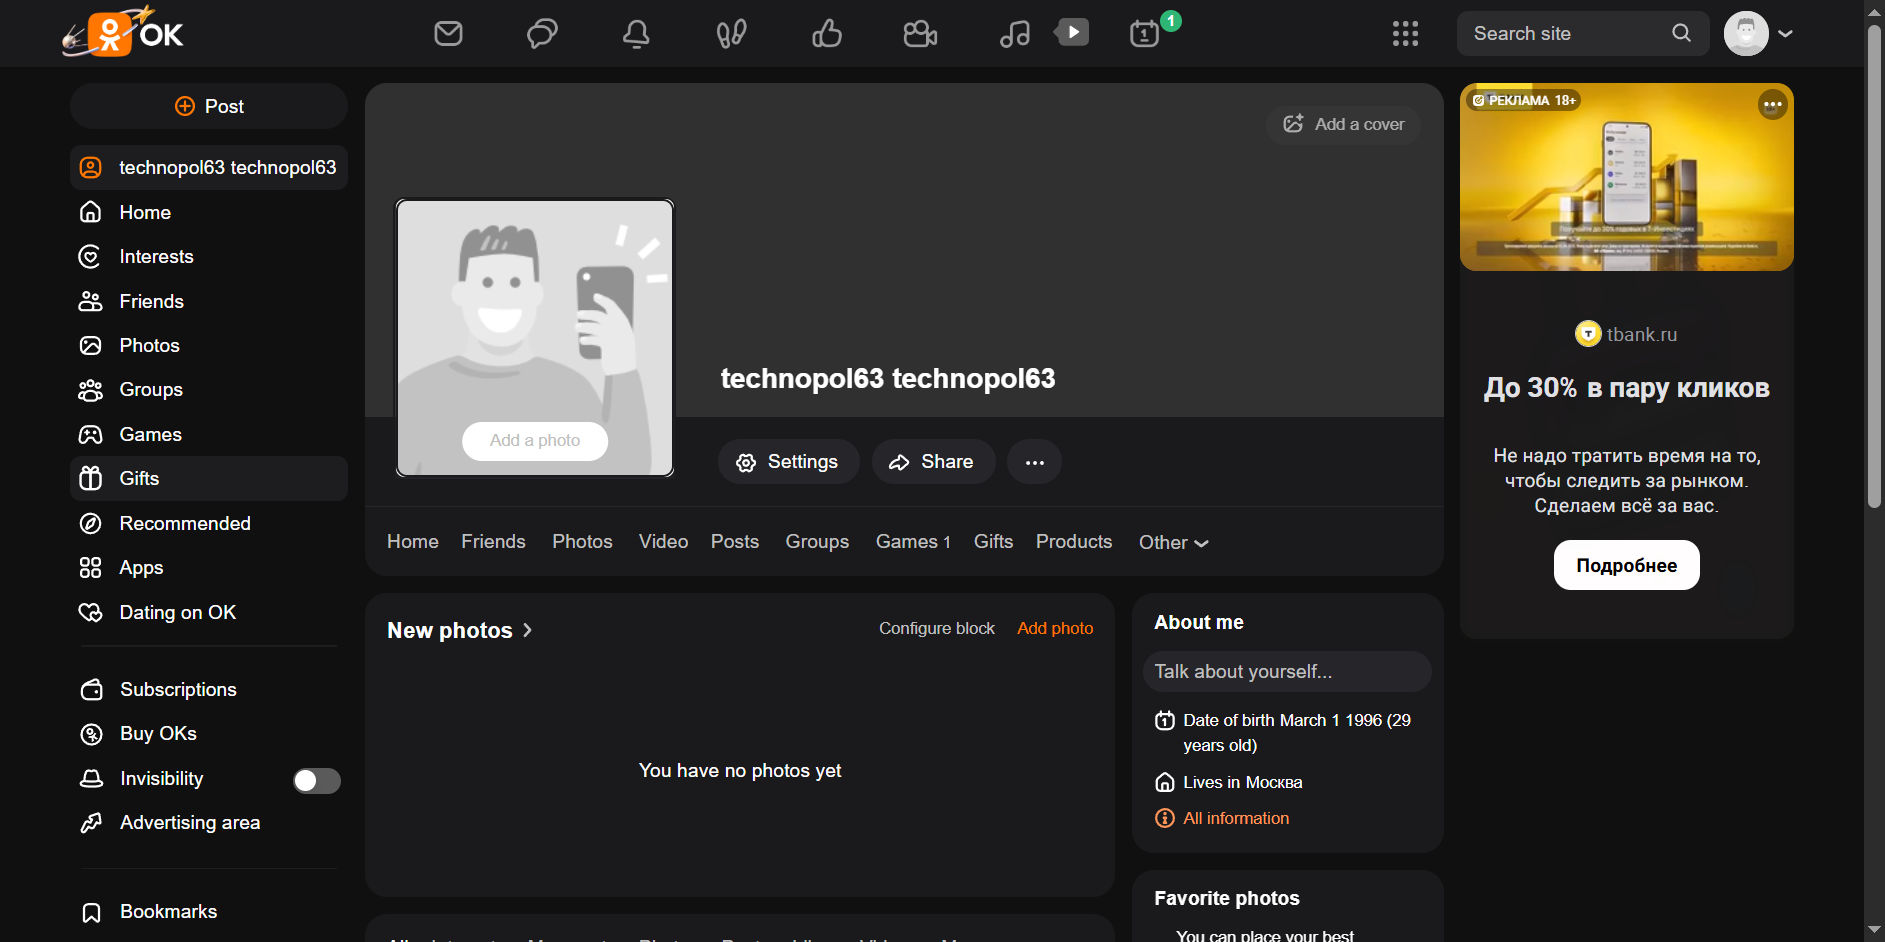 OK
1
1
Search site
Post
technopol63 technopol63
Home
Interests
Friends
Photos
Groups
Games
Gifts
Recommended
Apps
Dating on OK
Subscriptions
Buy OKs
Invisibility
Advertising area
Bookmarks
Add a cover
Add a photo
technopol63 technopol63
Settings
Share
Home Friends Photos Video Posts Groups Games 1 Gifts Products Other
New photos
Configure block Add photo
You have no photos yet
About me
Talk about yourself...
Date of birth March 1 1996 (29
years old)
Lives in Москва
All information
Favorite photos
You can place your best
РЕКЛАМА 18+
tbank.ru
До 30% в пару кликов
Не надо тратить время на то,
чтобы следить за рынком.
Сделаем всё за вас.
Подробнее